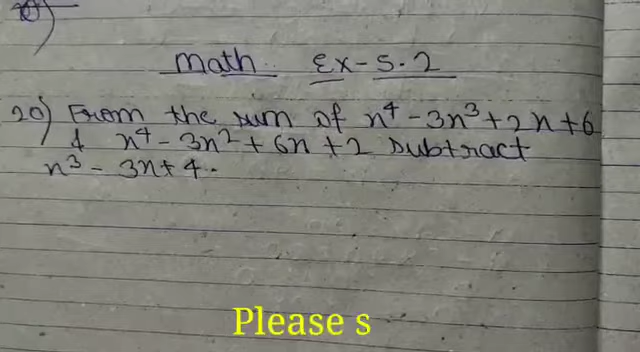 Math Ex-5.2
20) From the sum of x⁴ - 3x³ + 2x + 6
& x⁴ - 3x² + 6x + 2 subtract
x³ - 3x + 4.
Please s